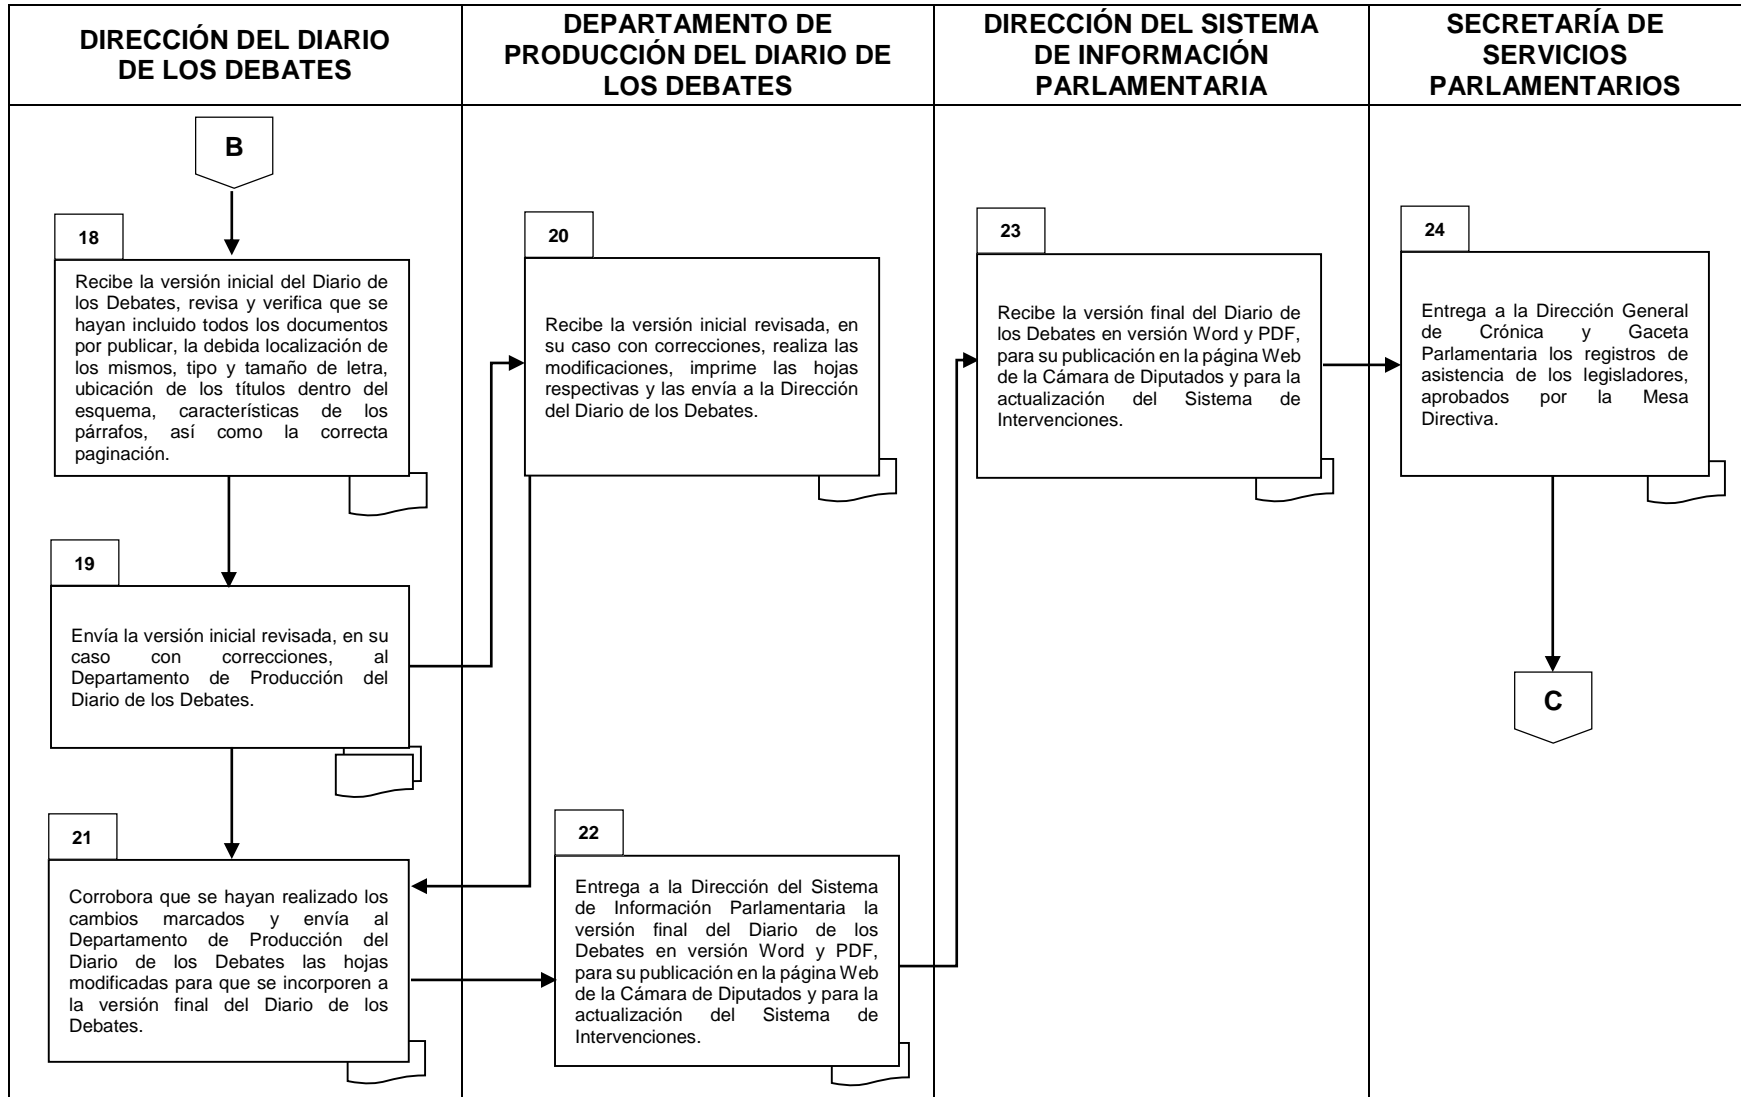 DIRECCIÓN DEL DIARIO
DE LOS DEBATES
DEPARTAMENTO DE
PRODUCCIÓN DEL DIARIO DE
LOS DEBATES
DIRECCIÓN DEL SISTEMA
DE INFORMACIÓN
PARLAMENTARIA
SECRETARÍA DE
SERVICIOS
PARLAMENTARIOS
B
18
Recibe la versión inicial del Diario de
los Debates, revisa y verifica que se
hayan incluido todos los documentos
por publicar, la debida localización de
los mismos, tipo y tamaño de letra,
ubicación de los títulos dentro del
esquema, características de los
párrafos, así como la correcta
paginación.
19
Envía la versión inicial revisada, en su
caso con correcciones, al
Departamento de Producción del
Diario de los Debates.
20
Recibe la versión inicial revisada, en
su caso con correcciones, realiza las
modificaciones, imprime las hojas
respectivas y las envía a la Dirección
del Diario de los Debates.
21
Corrobora que se hayan realizado los
cambios marcados y envía al
Departamento de Producción del
Diario de los Debates las hojas
modificadas para que se incorporen a
la versión final del Diario de los
Debates.
22
Entrega a la Dirección del Sistema
de Información Parlamentaria la
versión final del Diario de los
Debates en versión Word y PDF,
para su publicación en la página Web
de la Cámara de Diputados y para la
actualización del Sistema de
Intervenciones.
23
Recibe la versión final del Diario de
los Debates en versión Word y PDF,
para su publicación en la página Web
de la Cámara de Diputados y para la
actualización del Sistema de
Intervenciones.
24
Entrega a la Dirección General
de Crónica y Gaceta
Parlamentaria los registros de
asistencia de los legisladores,
aprobados por la Mesa
Directiva.
C